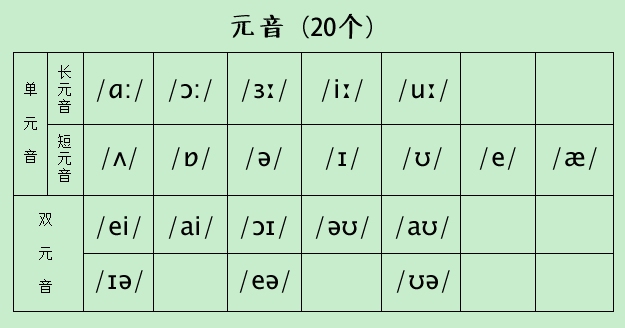 元音（20个）
单元音 长元音 /ɑː/ /ɔː/ /ɜː/ /iː/ /uː/
短元音 /ʌ/ /ɒ/ /ə/ /ɪ/ /ʊ/ /e/ /æ/
双元音 /ei/ /ai/ /ɔɪ/ /əʊ/ /aʊ/
/ɪə/ /eə/ /ʊə/